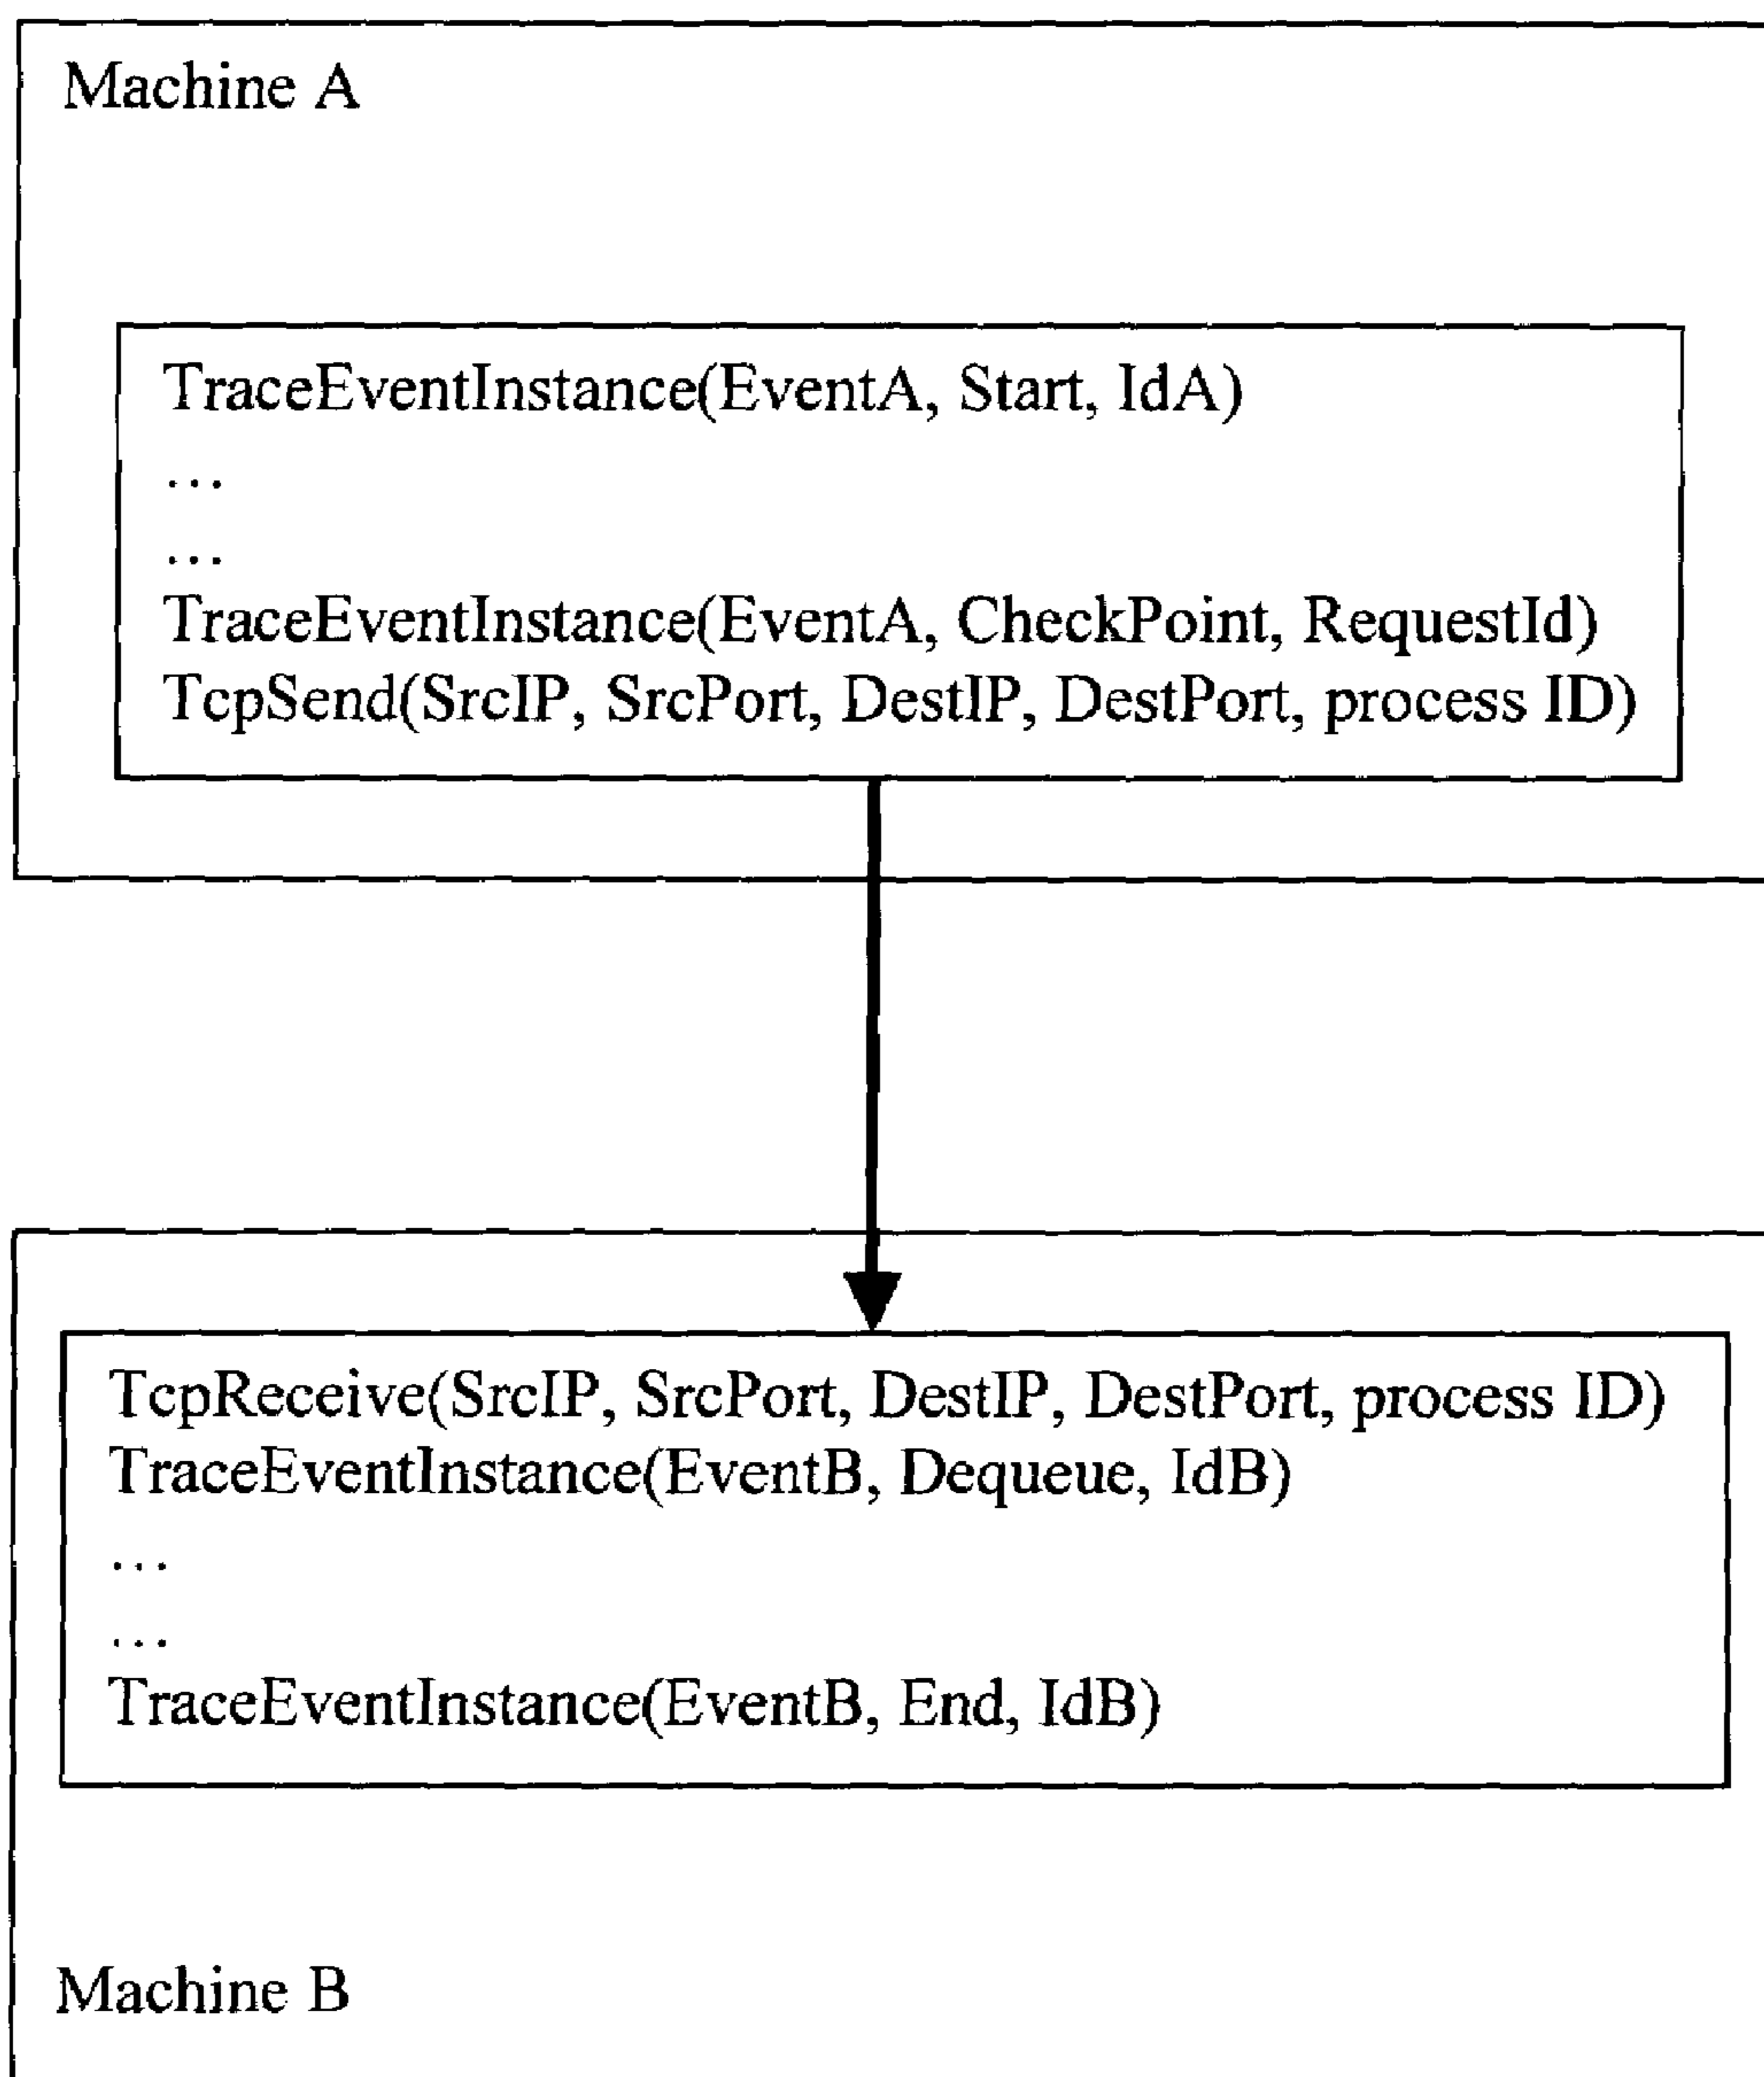 Machine A
TraceEventInstance(EventA, Start, IdA)
...
...
TraceEventInstance(EventA, CheckPoint, RequestId)
TcpSend(SrcIP, SrcPort, DestIP, DestPort, process ID)
TcpReceive(SrcIP, SrcPort, DestIP, DestPort, process ID)
TraceEventInstance(EventB, Dequeue, IdB)
...
...
TraceEventInstance(EventB, End, IdB)
Machine B